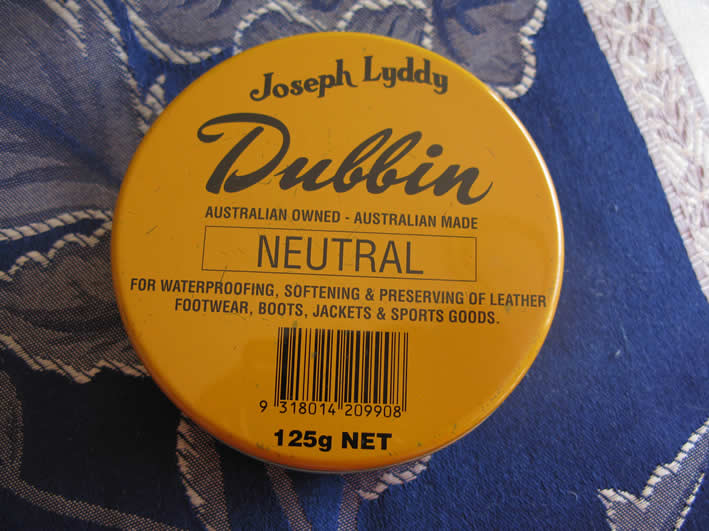 Joseph Lyddy
Dubbin
AUSTRALIAN OWNED - AUSTRALIAN MADE
NEUTRAL
FOR WATERPROOFING, SOFTENING & PRESERVING OF LEATHER
FOOTWEAR, BOOTS, JACKETS & SPORTS GOODS.
9 318014 209908
125g NET